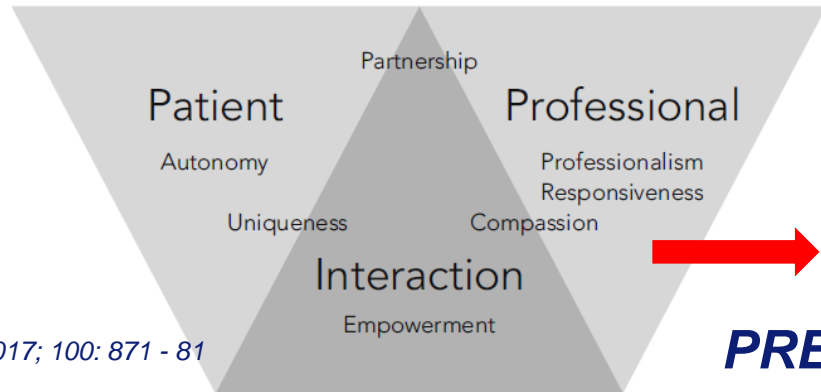 Partnership
Patient
Professional
Autonomy
Professionalism
Responsiveness
Uniqueness
Compassion
Interaction
Empowerment
017; 100: 871 - 81
PRE